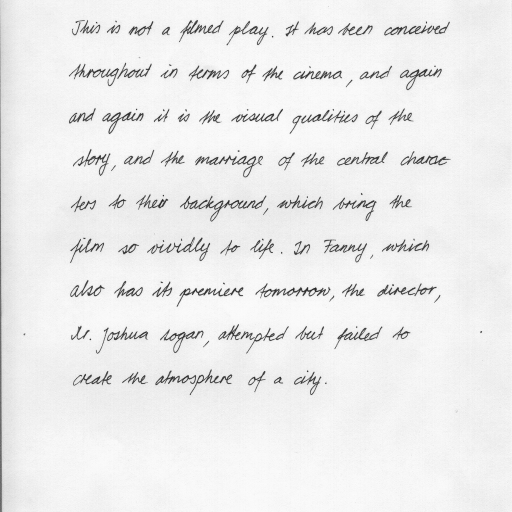 This is not a filmed play. It has been conceived
throughout in terms of the cinema, and again
and again it is the visual qualities of the
story, and the marriage of the central charac-
ters to their background, which bring the
film so vividly to life. In Fanny, which
also has its premiere tomorrow, the director,
Mr. Joshua Logan, attempted but failed to
create the atmosphere of a city.